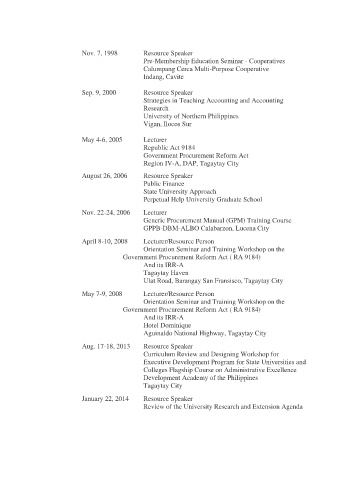 Nov. 7, 1998 Resource Speaker
Pre-Membership Education Seminar - Cooperatives
Calumpang Cerca Multi-Purpose Cooperative
Indang, Cavite
Sep. 9, 2000 Resource Speaker
Strategies in Teaching Accounting and Accounting
Research
University of Northern Philippines
Vigan, Ilocos Sur
May 4-6, 2005 Lecturer
Republic Act 9184
Government Procurement Reform Act
Region IV-A, DAP, Tagaytay City
August 26, 2006 Resource Speaker
Public Finance
State University Approach
Perpetual Help University Graduate School
Nov. 22-24, 2006 Lecturer
Generic Procurement Manual (GPM) Training Course
GPPB-DBM-ALBO Calabarzon, Lucena City
April 8-10, 2008 Lecturer/Resource Person
Orientation Seminar and Training Workshop on the
Government Procurement Reform Act ( RA 9184)
And its IRR-A
Tagaytay Haven
Ulat Road, Barangay San Fransisco, Tagaytay City
May 7-9, 2008 Lecturer/Resource Person
Orientation Seminar and Training Workshop on the
Government Procurement Reform Act ( RA 9184)
And its IRR-A
Hotel Dominique
Aguinaldo National Highway, Tagaytay City
Aug. 17-18, 2013 Resource Speaker
Curriculum Review and Designing Workshop for
Executive Development Program for State Universities and
Colleges Flagship Course on Administrative Excellence
Development Academy of the Philippines
Tagaytay City
January 22, 2014 Resource Speaker
Review of the University Research and Extension Agenda